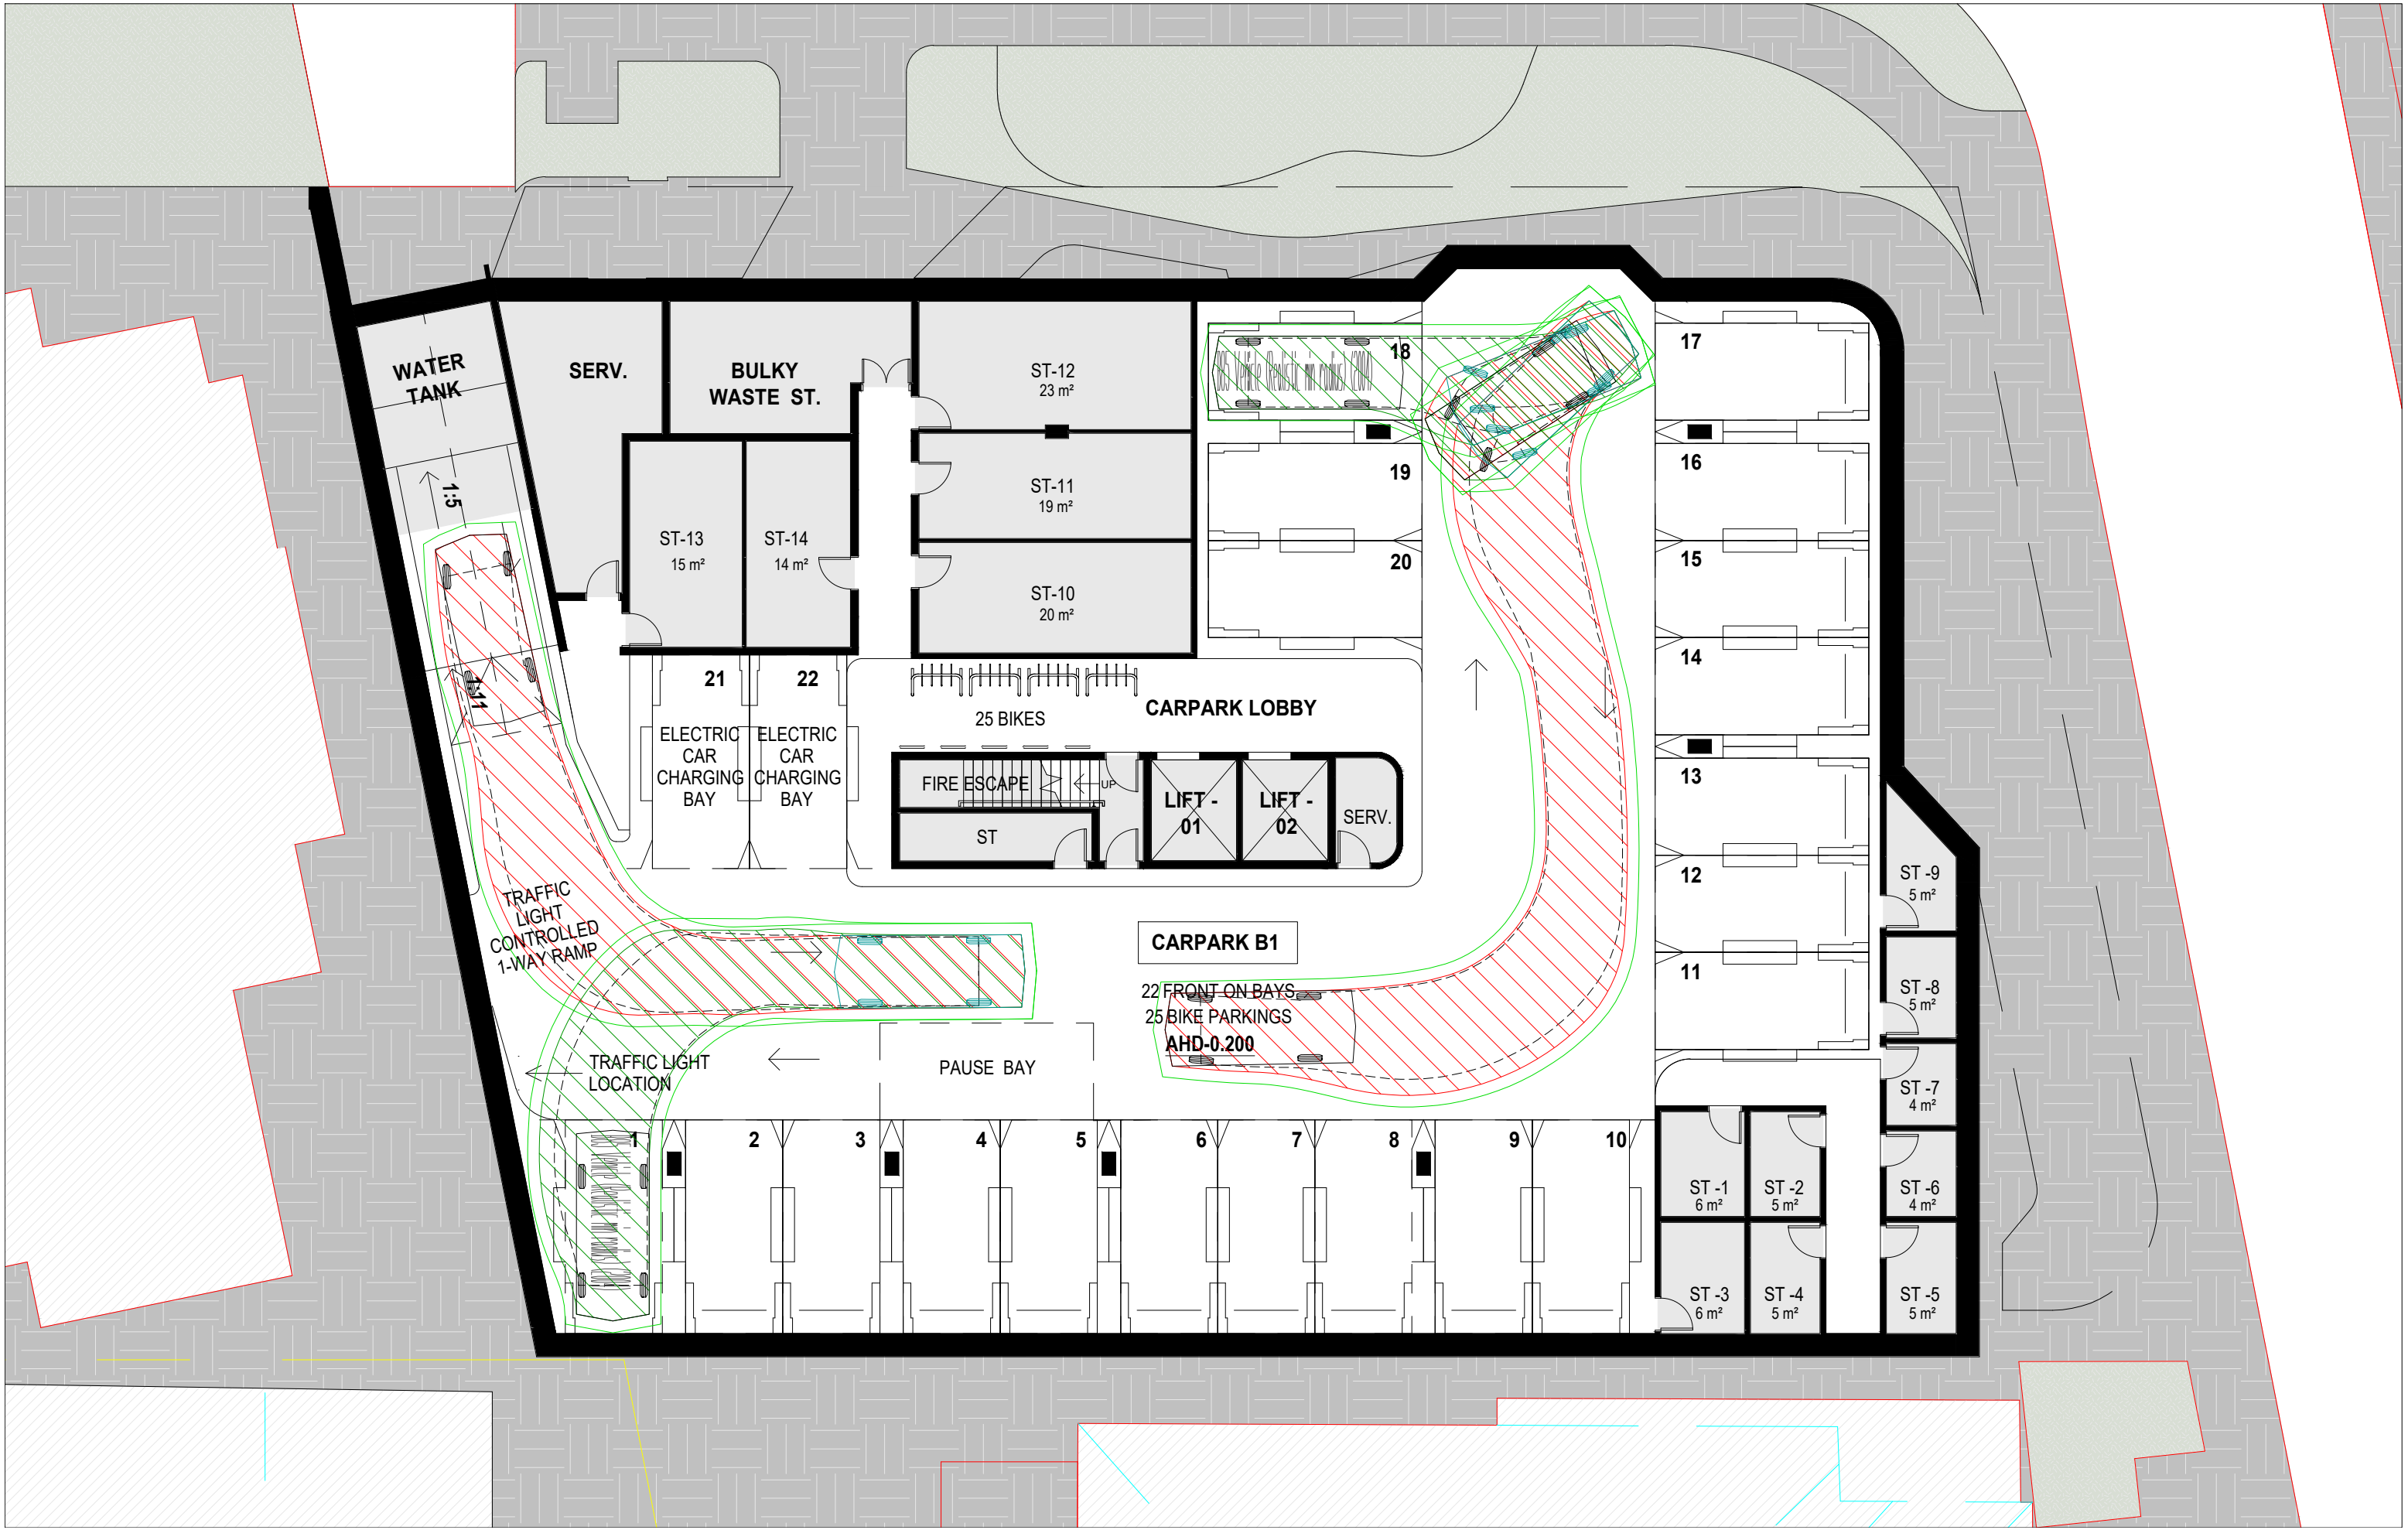 WATER
TANK
SERV.
BULKY
WASTE ST.
ST-12
23 m²
18
17
B85 Vehicle (Realistic min radius) (2004)
1:5
ST-11
19 m²
19
16
ST-13
15 m²
ST-14
14 m²
20
15
ST-10
20 m²
14
1:11
21
22
25 BIKES
CARPARK LOBBY
ELECTRIC
CAR
CHARGING
BAY
ELECTRIC
CAR
CHARGING
BAY
FIRE ESCAPE
UP
LIFT -
01
LIFT -
02
SERV.
ST
13
12
ST -9
5 m²
TRAFFIC
LIGHT
CONTROLLED
1-WAY RAMP
CARPARK B1
11
22 FRONT ON BAYS
25 BIKE PARKINGS
AHD-0.200
ST -8
5 m²
TRAFFIC LIGHT
LOCATION
PAUSE BAY
ST -7
4 m²
1
2
3
4
5
6
7
8
9
10
ST -1
6 m²
ST -2
5 m²
ST -6
4 m²
ST -3
6 m²
ST -4
5 m²
ST -5
5 m²